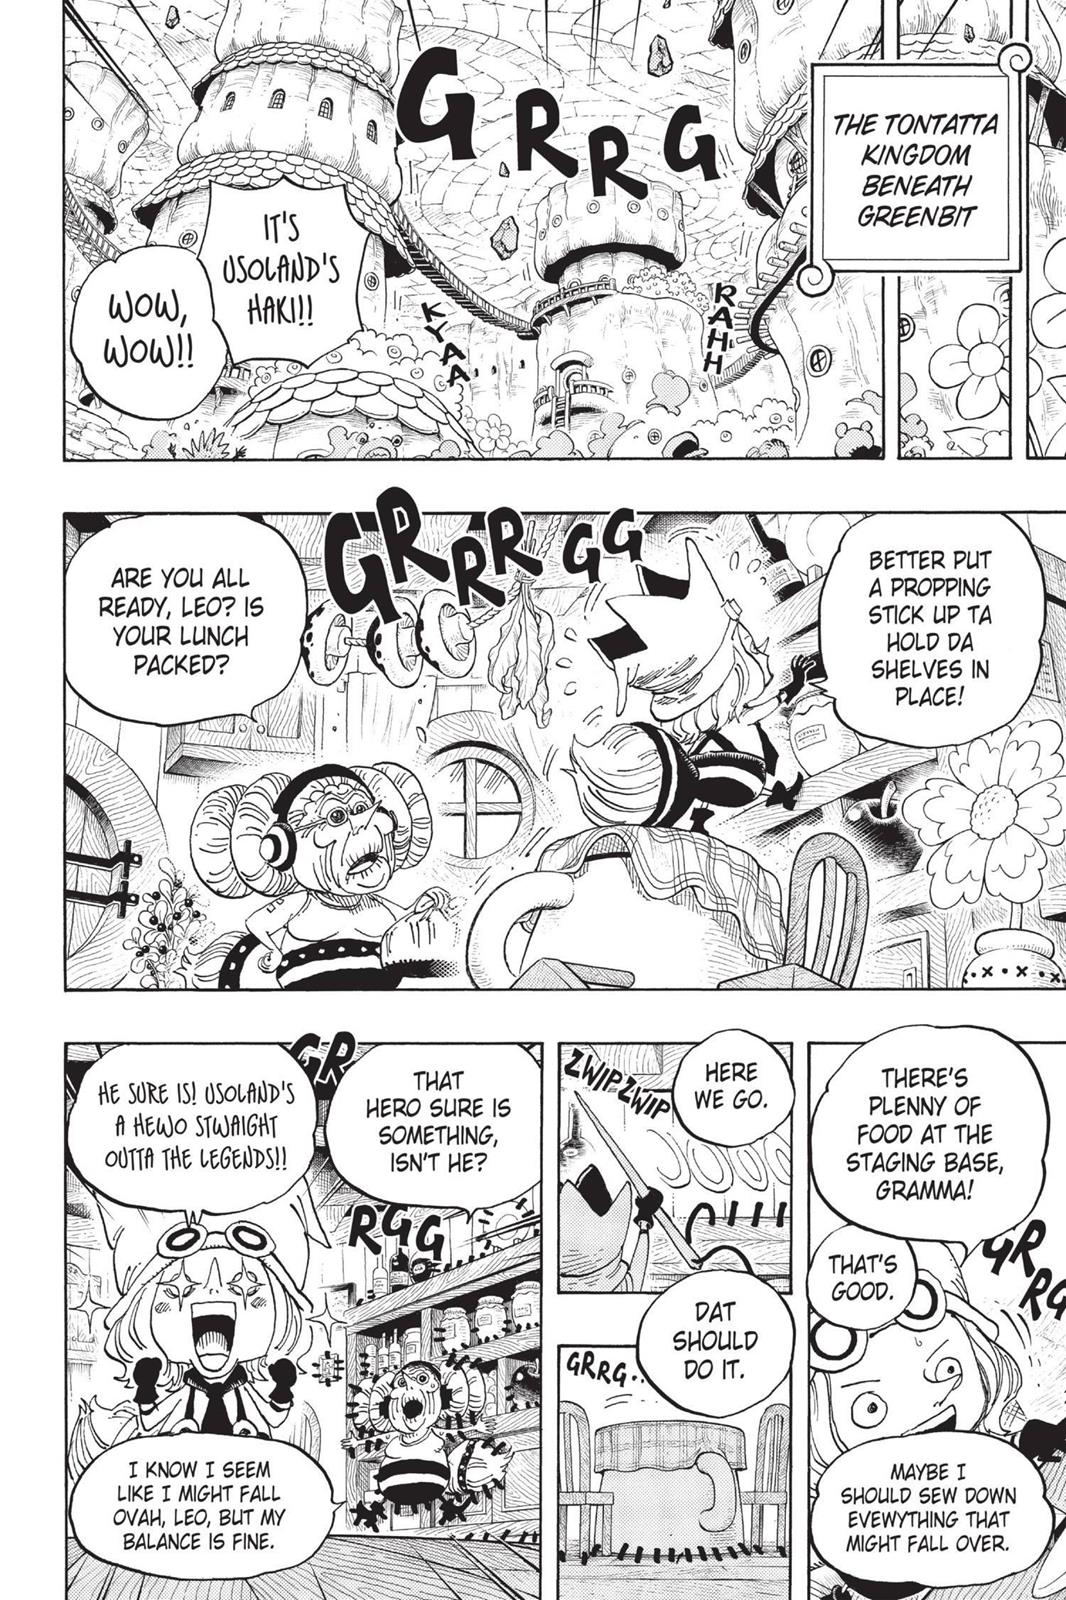 THE TONTATTA
KINGDOM
BENEATH
GREENBIT
GRRG
RAHH
KYAA
IT'S
USOLAND'S
HAKI!!
WOW,
WOW!!
BETTER PUT
A PROPPING
STICK UP TA
HOLD DA
SHELVES IN
PLACE!
GRRRGG
ARE YOU ALL
READY, LEO? IS
YOUR LUNCH
PACKED?
THERE'S
PLENNY OF
FOOD AT THE
STAGING BASE,
GRAMMA!
GRRG
THAT'S
GOOD.
MAYBE I
SHOULD SEW DOWN
EVEWYTHING THAT
MIGHT FALL OVER.
HERE
WE GO.
ZWIP ZWIP
DAT
SHOULD
DO IT.
GRRG..
THAT
HERO SURE IS
SOMETHING,
ISN'T HE?
GR
RGG
HE SURE IS! USOLAND'S
A HEWO STWAIGHT
OUTTA THE LEGENDS!!
I KNOW I SEEM
LIKE I MIGHT FALL
OVAH, LEO, BUT MY
BALANCE IS FINE.